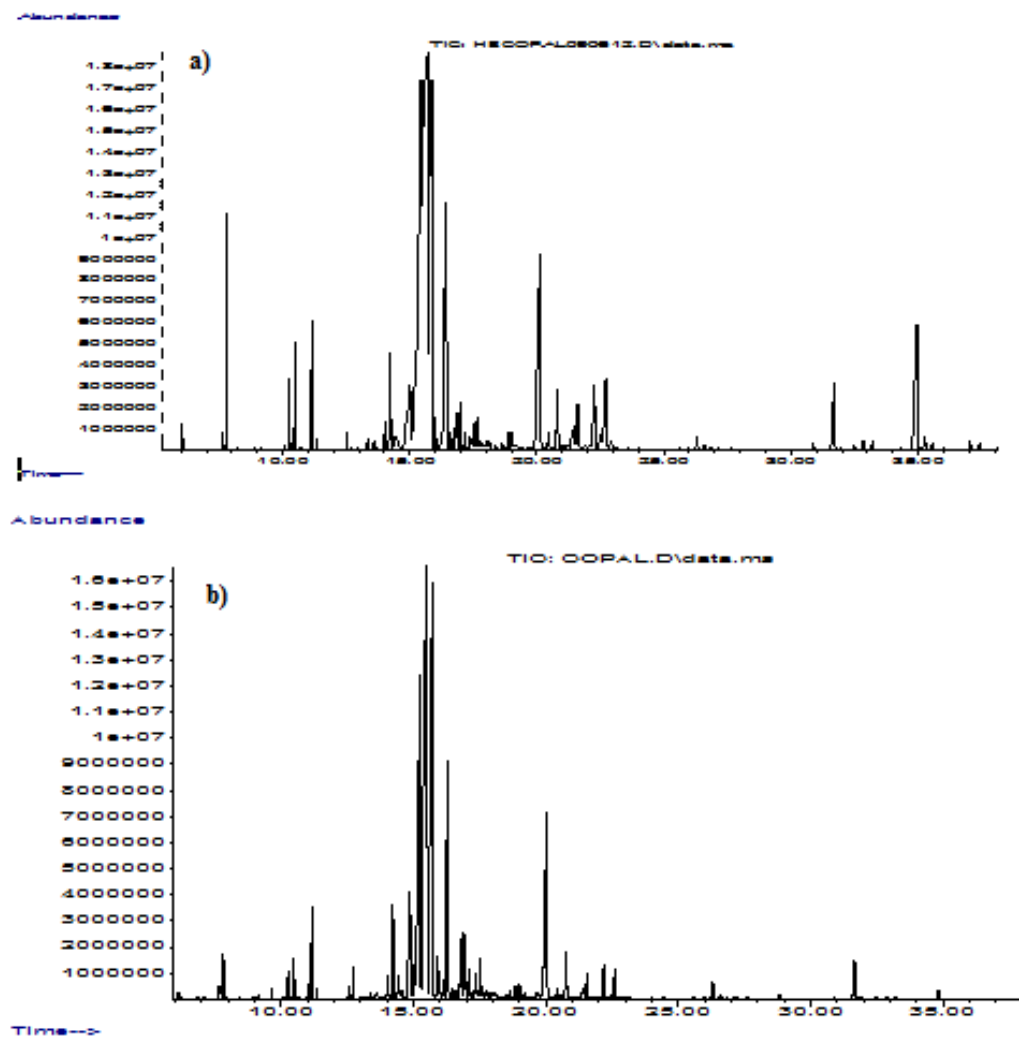 Abundance
TIC: HECOPAL080612.D\data.ms
a)
1.8e+07
1.7e+07
1.6e+07
1.5e+07
1.4e+07
1.3e+07
1.2e+07
1.1e+07
1e+07
9000000
8000000
7000000
6000000
5000000
4000000
3000000
2000000
1000000
10.00 15.00 20.00 25.00 30.00 35.00
Time-->
Abundance
TIC: COPAL.D\data.ms
b)
1.6e+07
1.5e+07
1.4e+07
1.3e+07
1.2e+07
1.1e+07
1e+07
9000000
8000000
7000000
6000000
5000000
4000000
3000000
2000000
1000000
10.00 15.00 20.00 25.00 30.00 35.00
Time-->